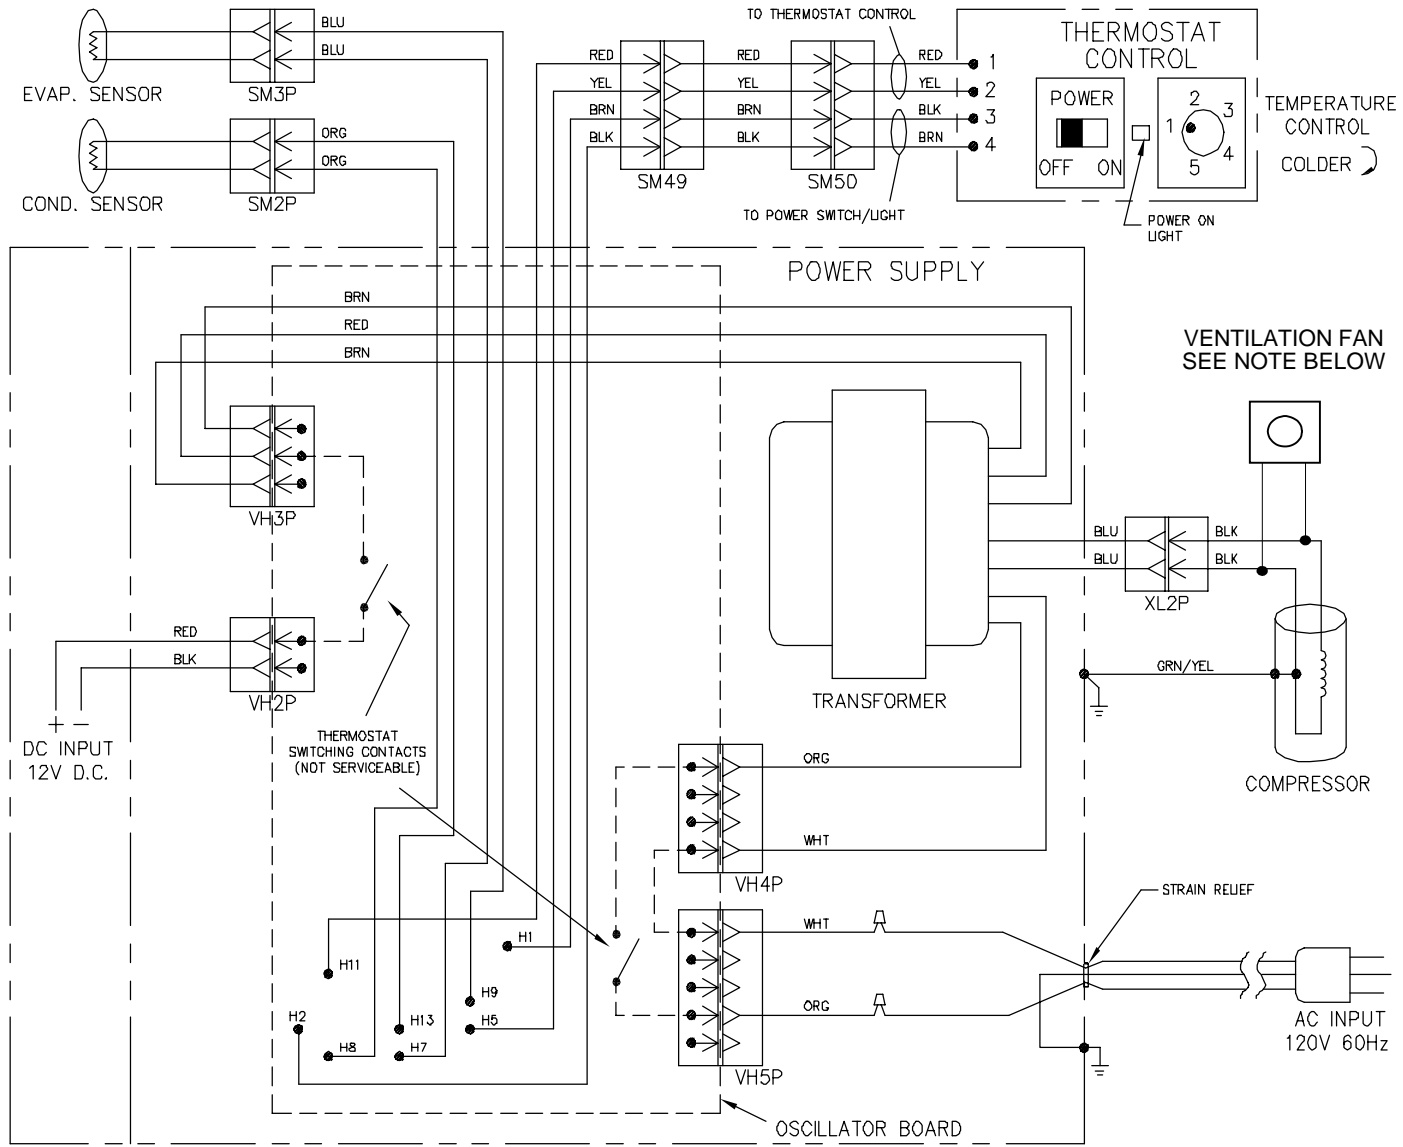 BLU
BLU
EVAP. SENSOR
SM3P
ORG
ORG
COND. SENSOR
SM2P
TO THERMOSTAT CONTROL
RED
RED
RED
1
YEL
YEL
YEL
2
BRN
BRN
BLK
3
BLK
BLK
BRN
4
SM49
SM50
TO POWER SWITCH/LIGHT
THERMOSTAT
CONTROL
POWER
OFF ON
1
2
3
4
5
TEMPERATURE
CONTROL
COLDER
POWER ON
LIGHT
POWER SUPPLY
BRN
RED
BRN
VH3P
VENTILATION FAN
SEE NOTE BELOW
BLU
BLK
BLU
BLK
XL2P
GRN/YEL
COMPRESSOR
TRANSFORMER
RED
BLK
VH2P
+ −
DC INPUT
12V D.C.
THERMOSTAT
SWITCHING CONTACTS
(NOT SERVICEABLE)
ORG
WHT
VH4P
WHT
ORG
VH5P
STRAIN RELIEF
AC INPUT
120V 60Hz
H1
H11
H9
H2
H13
H5
H8
H7
OSCILLATOR BOARD